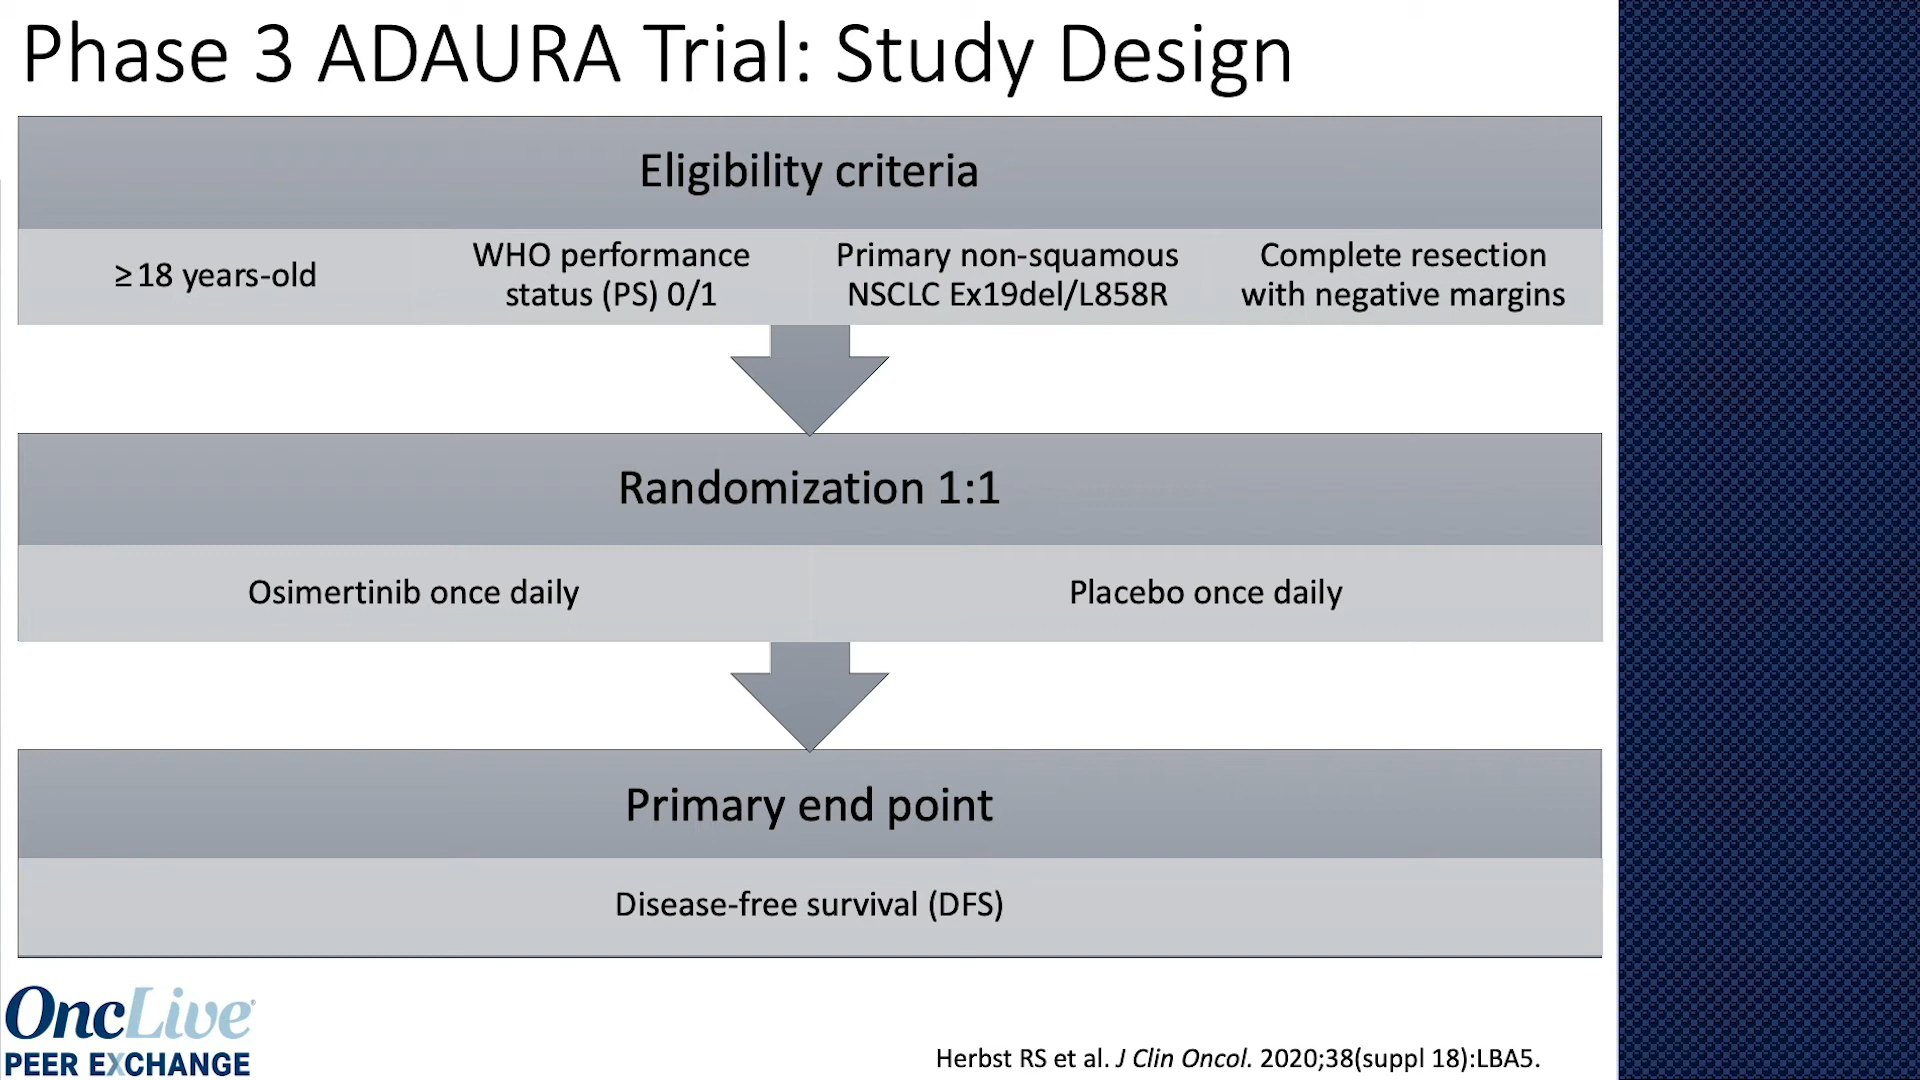 Phase 3 ADAURA Trial: Study Design
Eligibility criteria
≥18 years-old
WHO performance
status (PS) 0/1
Primary non-squamous
NSCLC Ex19del/L858R
Complete resection
with negative margins
Randomization 1:1
Osimertinib once daily
Placebo once daily
Primary end point
Disease-free survival (DFS)
OncLive®
PEER EXCHANGE
Herbst RS et al. J Clin Oncol. 2020;38(suppl 18):LBA5.